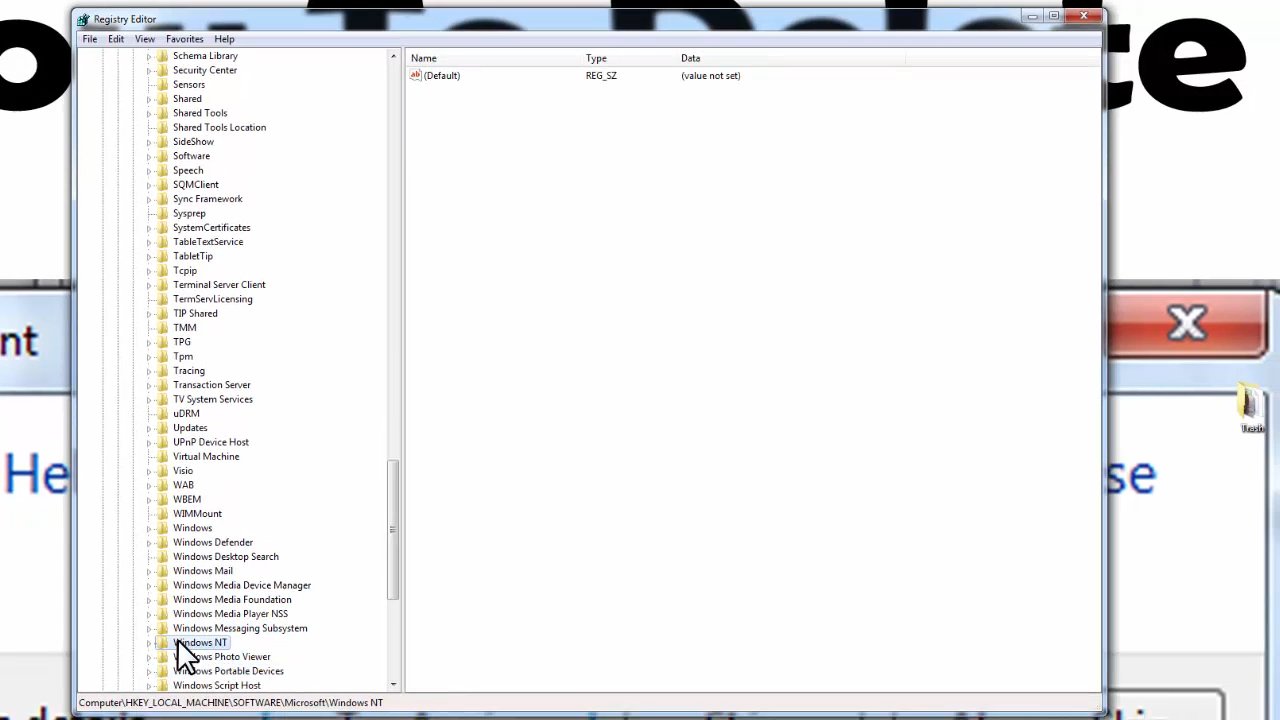 To Delete
Registry Editor
File Edit View Favorites Help
Name Type Data
(Default) REG_SZ (value not set)
Schema Library
Security Center
Sensors
Shared
Shared Tools
Shared Tools Location
SideShow
Software
Speech
SQMClient
Sync Framework
Sysprep
SystemCertificates
TableTextService
TabletTip
Tcpip
Terminal Server Client
TermServLicensing
TIP Shared
TMM
TPG
Tpm
Tracing
Transaction Server
TV System Services
uDRM
Updates
UPnP Device Host
Virtual Machine
Visio
WAB
WBEM
WIMMount
Windows
Windows Defender
Windows Desktop Search
Windows Mail
Windows Media Device Manager
Windows Media Foundation
Windows Media Player NSS
Windows Messaging Subsystem
Windows NT
Windows Photo Viewer
Windows Portable Devices
Windows Script Host
Computer\HKEY_LOCAL_MACHINE\SOFTWARE\Microsoft\Windows NT
nt
He
se
Trash